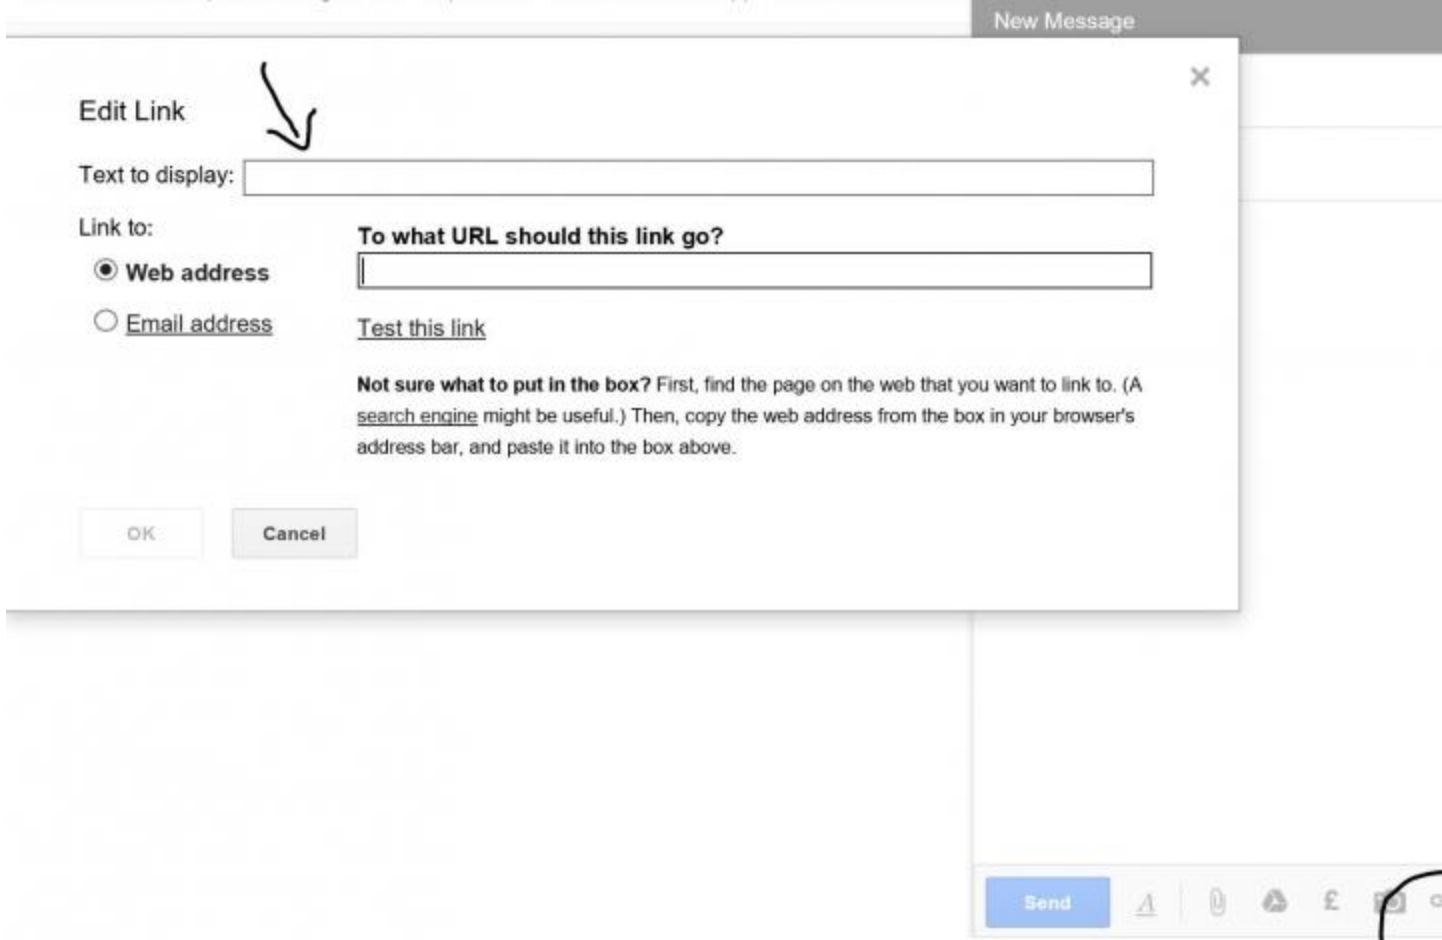 New Message
Edit Link
Text to display:
Link to:
To what URL should this link go?
Web address
Email address
Test this link
Not sure what to put in the box? First, find the page on the web that you want to link to. (A
search engine might be useful.) Then, copy the web address from the box in your browser's
address bar, and paste it into the box above.
OK
Cancel
Send
A
£